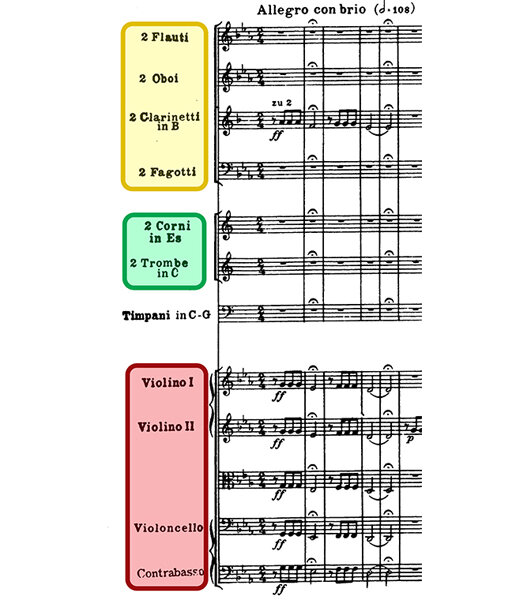 Allegro con brio (𝅗𝅥. 108)
2 Flauti
2 Oboi
zu 2
2 Clarinetti
in B
ff
2 Fagotti
2 Corni
in Es
2 Trombe
in C
Timpani in C-G
Violino I
ff
Violino II
ff
p
ff
Violoncello
ff
Contrabasso
ff